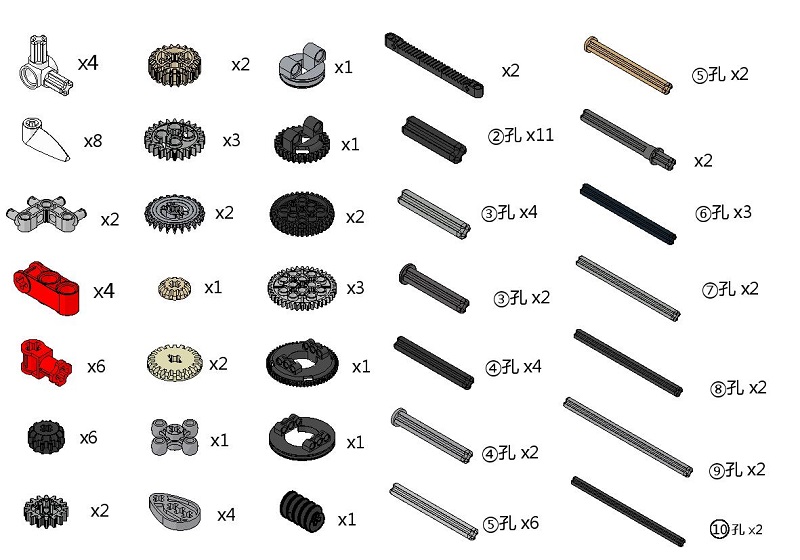 x4 x2 x1 x2 ⑤孔 x2
x8 x3 x1 ②孔 x11 x2
x2 x2 x2 ③孔 x4 ⑥孔 x3
x4 x1 x3 ③孔 x2 ⑦孔 x2
x6 x2 x1 ④孔 x4 ⑧孔 x2
x6 x1 x1 ④孔 x2 ⑨孔 x2
x2 x4 x1 ⑤孔 x6 ⑩孔 x2